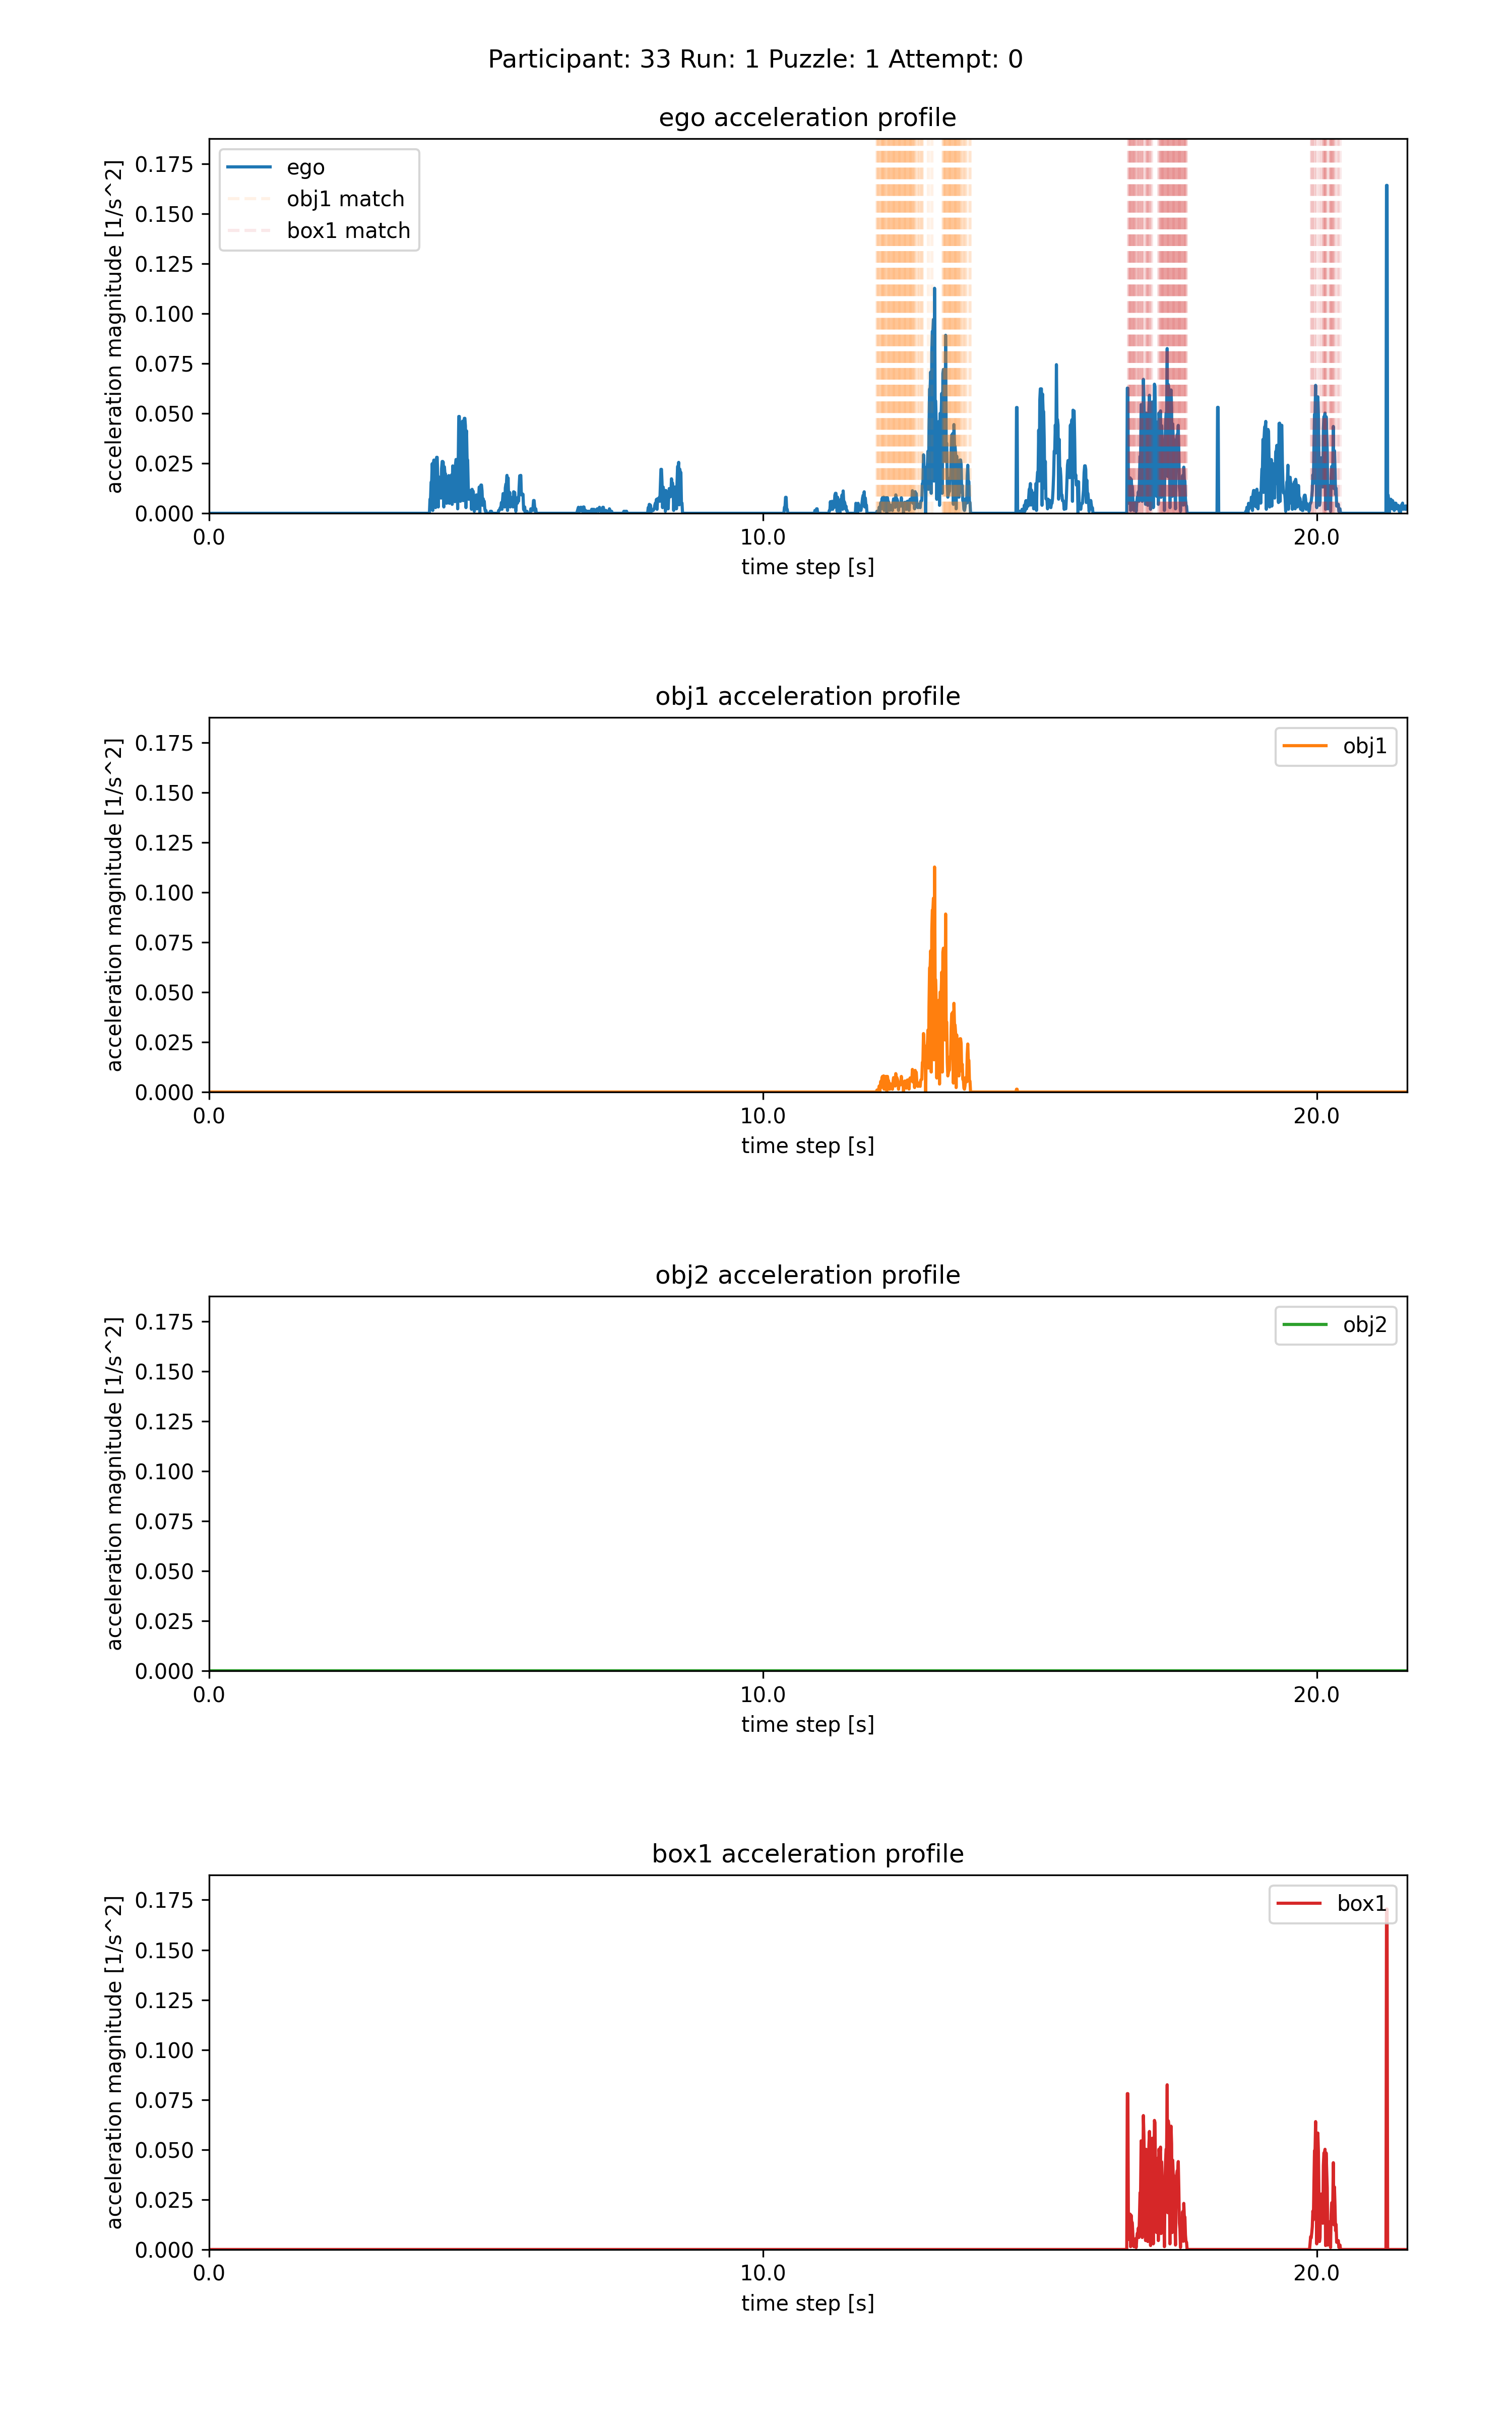 Participant: 33 Run: 1 Puzzle: 1 Attempt: 0
ego acceleration profile
acceleration magnitude [1/s^2]
0.175
0.150
0.125
0.100
0.075
0.050
0.025
0.000
ego
obj1 match
box1 match
0.0 10.0 20.0
time step [s]
obj1 acceleration profile
acceleration magnitude [1/s^2]
0.175
0.150
0.125
0.100
0.075
0.050
0.025
0.000
obj1
0.0 10.0 20.0
time step [s]
obj2 acceleration profile
acceleration magnitude [1/s^2]
0.175
0.150
0.125
0.100
0.075
0.050
0.025
0.000
obj2
0.0 10.0 20.0
time step [s]
box1 acceleration profile
acceleration magnitude [1/s^2]
0.175
0.150
0.125
0.100
0.075
0.050
0.025
0.000
box1
0.0 10.0 20.0
time step [s]